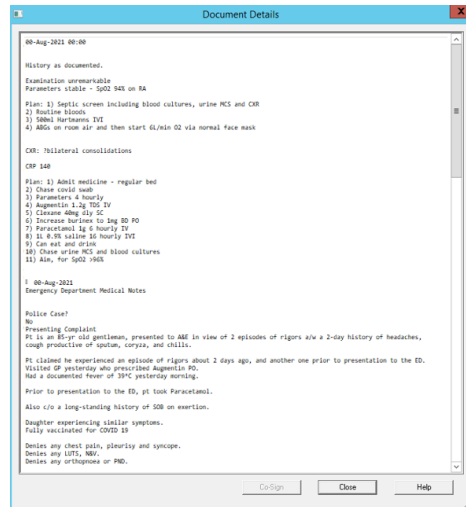 Document Details
00-Aug-2021 00:00
History as documented.
Examination unremarkable
Parameters stable - SpO2 94% on RA
Plan: 1) Septic screen including blood cultures, urine MCS and CXR
2) Routine bloods
3) 500ml Hartmanns IVI
4) ABGs on room air and then start 6L/min O2 via normal face mask
CXR: ?bilateral consolidations
CRP 140
Plan: 1) Admit medicine - regular bed
2) Chase covid swab
3) Parameters 4 hourly
4) Augmentin 1.2g TDS IV
5) Clexane 40mg dly SC
6) Increase burinex to 1mg BD PO
7) Paracetamol 1g 6 hourly IV
8) 1L 0.9% saline 16 hourly IVI
9) Can eat and drink
10) Chase urine MCS and blood cultures
11) Aim, for SpO2 >96%
00-Aug-2021
Emergency Department Medical Notes
Police Case?
No
Presenting Complaint
Pt is an 85-yr old gentleman, presented to A&E in view of 2 episodes of rigors a/w a 2-day history of headaches,
cough productive of sputum, coryza, and chills.
Pt claimed he experienced an episode of rigors about 2 days ago, and another one prior to presentation to the ED.
Visited GP yesterday who prescribed Augmentin PO.
Had a documented fever of 39°C yesterday morning.
Prior to presentation to the ED, pt took Paracetamol.
Also c/o a long-standing history of SOB on exertion.
Daughter experiencing similar symptoms.
Fully vaccinated for COVID 19
Denies any chest pain, pleurisy and syncope.
Denies any LUTS, N&V.
Denies any orthopnoea or PND.
Co-Sign Close Help